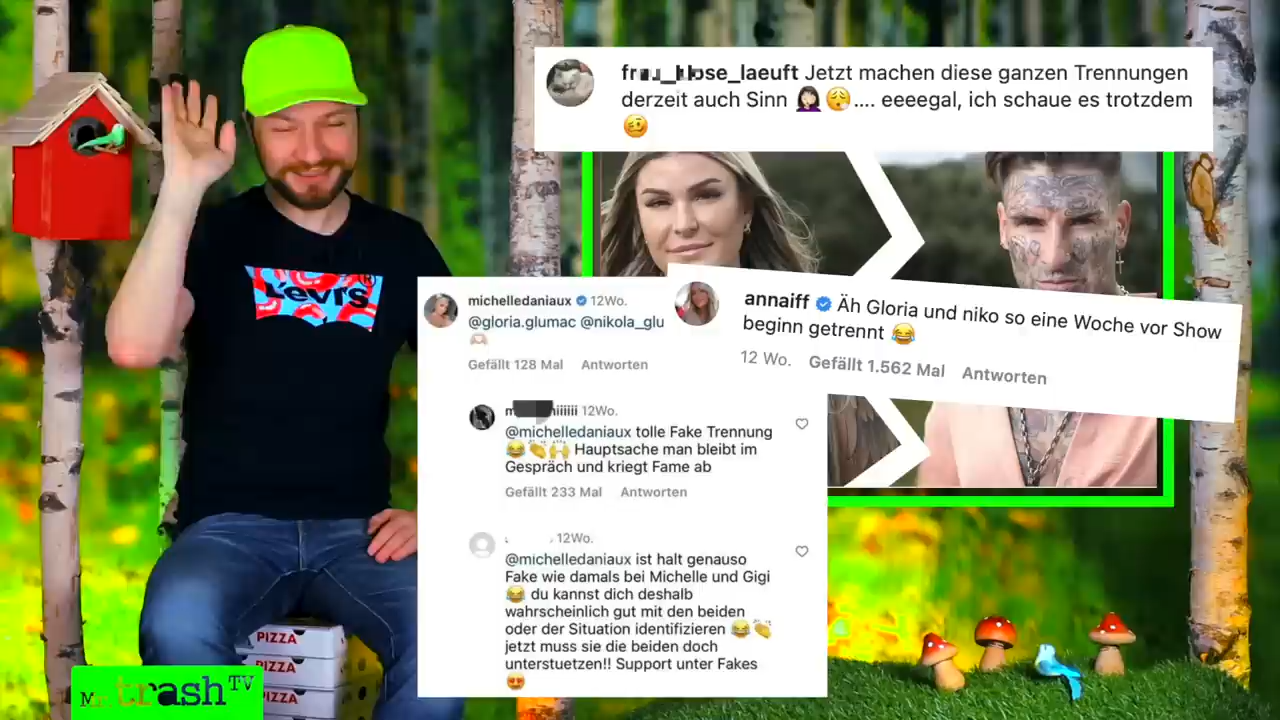 Jetzt machen diese ganzen Trennungen
derzeit auch Sinn 🤦🏻‍♀️😮‍💨.... eeeegal, ich schaue es trotzdem
🥴
Levi's®
michelledaniaux 12Wo.
@gloria.glumac @nikola_glu
🫶🏻
Gefällt 128 Mal Antworten
annaiff Äh Gloria und niko so eine Woche vor Show
beginn getrennt 😂
12 Wo. Gefällt 1.562 Mal Antworten
12Wo.
@michelledaniaux tolle Fake Trennung
😂👏🙌 Hauptsache man bleibt im
Gespräch und kriegt Fame ab
Gefällt 233 Mal Antworten
12Wo.
@michelledaniaux ist halt genauso
Fake wie damals bei Michelle und Gigi
😂 du kannst dich deshalb
wahrscheinlich gut mit den beiden
oder der Situation identifizieren 😂👏
jetzt muss sie die beiden doch
unterstuetzen!! Support unter Fakes
😍
PIZZA
PIZZA
PIZZA
Mr. trash TV